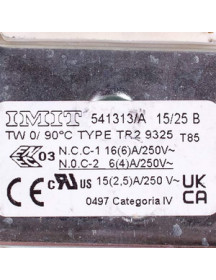 IMIT 541313/A 15/25 B
TW 0/ 90°C TYPE TR2 9325 T85
03 N.C.C-1 16(6)A/250V~
N.O.C-2 6(4)A/250V~
CE c RU us 15(2,5)A/250 V~ UK CA
0497 Categoria IV